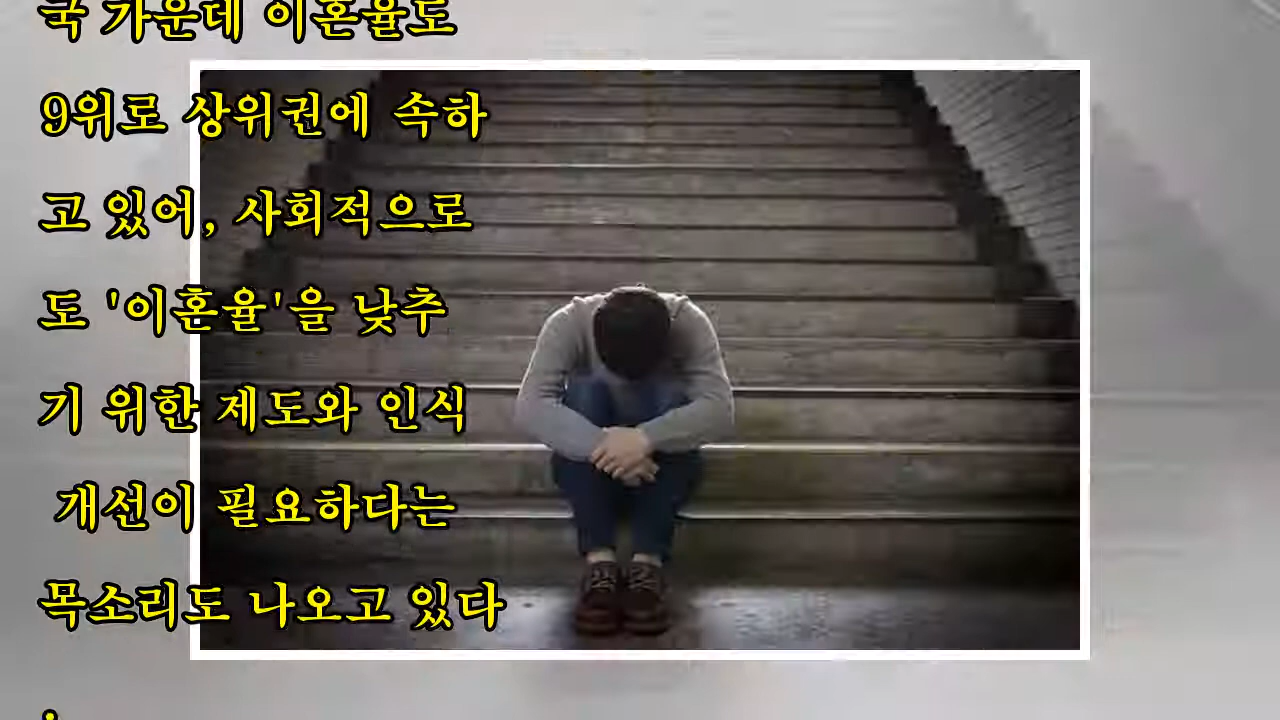 국 가운데 이혼율도
9위로 상위권에 속하
고 있어, 사회적으로
도 '이혼율'을 낮추
기 위한 제도와 인식
개선이 필요하다는
목소리도 나오고 있다
.